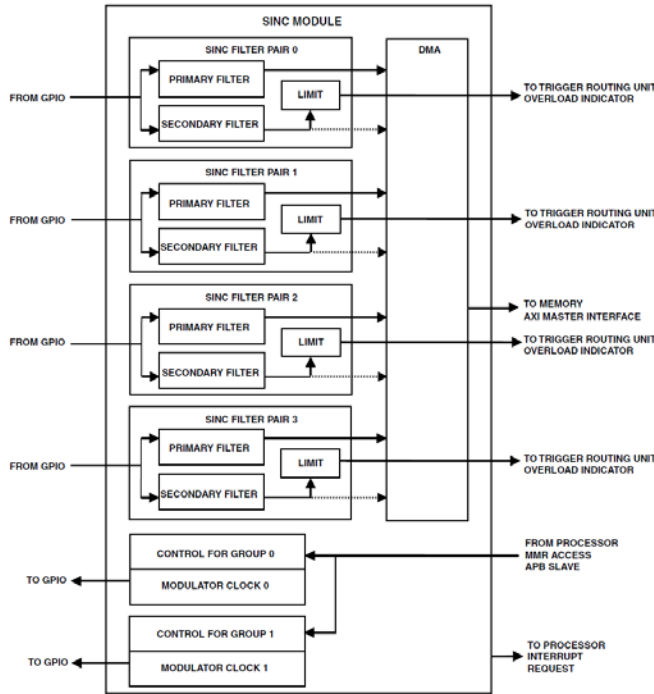 SINC MODULE
SINC FILTER PAIR 0
DMA
PRIMARY FILTER
FROM GPIO
LIMIT
TO TRIGGER ROUTING UNIT
OVERLOAD INDICATOR
SECONDARY FILTER
SINC FILTER PAIR 1
PRIMARY FILTER
FROM GPIO
LIMIT
TO TRIGGER ROUTING UNIT
OVERLOAD INDICATOR
SECONDARY FILTER
SINC FILTER PAIR 2
TO MEMORY
AXI MASTER INTERFACE
PRIMARY FILTER
FROM GPIO
LIMIT
TO TRIGGER ROUTING UNIT
OVERLOAD INDICATOR
SECONDARY FILTER
SINC FILTER PAIR 3
PRIMARY FILTER
FROM GPIO
LIMIT
TO TRIGGER ROUTING UNIT
OVERLOAD INDICATOR
SECONDARY FILTER
CONTROL FOR GROUP 0
FROM PROCESSOR
MMR ACCESS
APB SLAVE
TO GPIO
MODULATOR CLOCK 0
CONTROL FOR GROUP 1
TO GPIO
MODULATOR CLOCK 1
TO PROCESSOR
INTERRUPT
REQUEST